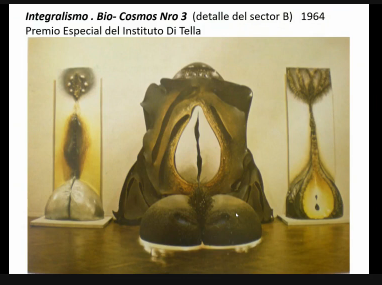 Integralismo . Bio- Cosmos Nro 3 (detalle del sector B) 1964
Premio Especial del Instituto Di Tella